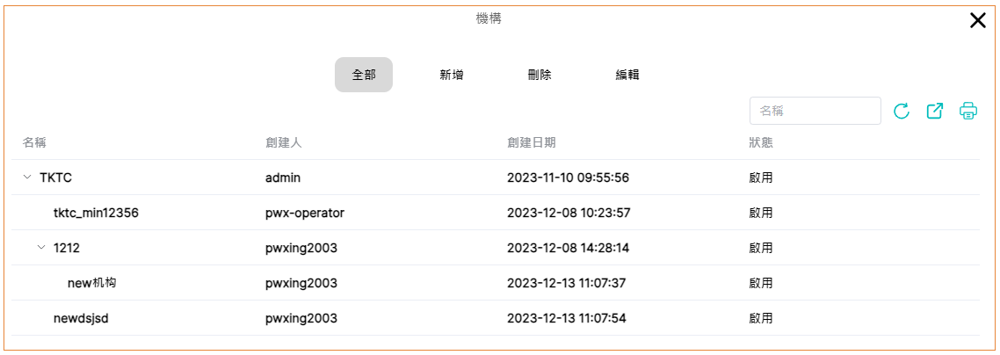 機構
全部 新增 刪除 編輯
名稱
名稱 創建人 創建日期 狀態
TKTC admin 2023-11-10 09:55:56 啟用
tktc_min12356 pwx-operator 2023-12-08 10:23:57 啟用
1212 pwxing2003 2023-12-08 14:28:14 啟用
new机构 pwxing2003 2023-12-13 11:07:37 啟用
newdsjsd pwxing2003 2023-12-13 11:07:54 啟用